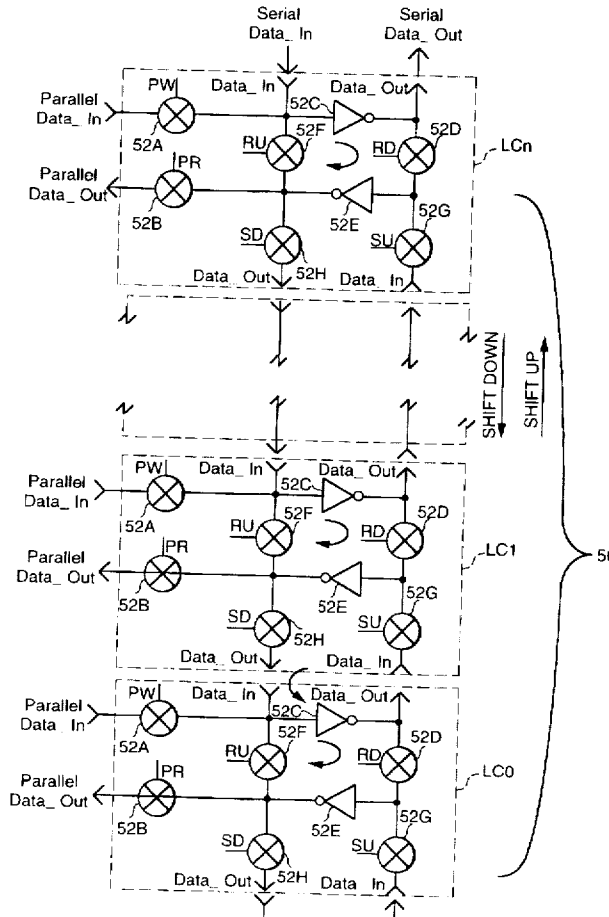 Serial
Data_ In
Serial
Data_ Out
PW
Data_ In
Data_ Out
Parallel
Data_ In
52C
52A
52F
52D
RU
RD
LCn
Parallel
Data_ Out
PR
52B
52E
52G
SD
SU
52H
Data_ Out
Data_ In
SHIFT DOWN
SHIFT UP
PW
Data_ In
Data_ Out
Parallel
Data_ In
52C
52A
52F
52D
RU
RD
LC1
Parallel
Data_ Out
PR
52B
52E
52G
SD
SU
52H
Data_ Out
Data_ In
PW
Data_ In
Data_ Out
Parallel
Data_ In
52C
52A
52F
52D
RU
RD
LC0
Parallel
Data_ Out
PR
52B
52E
52G
SD
SU
52H
Data_ Out
Data_ In